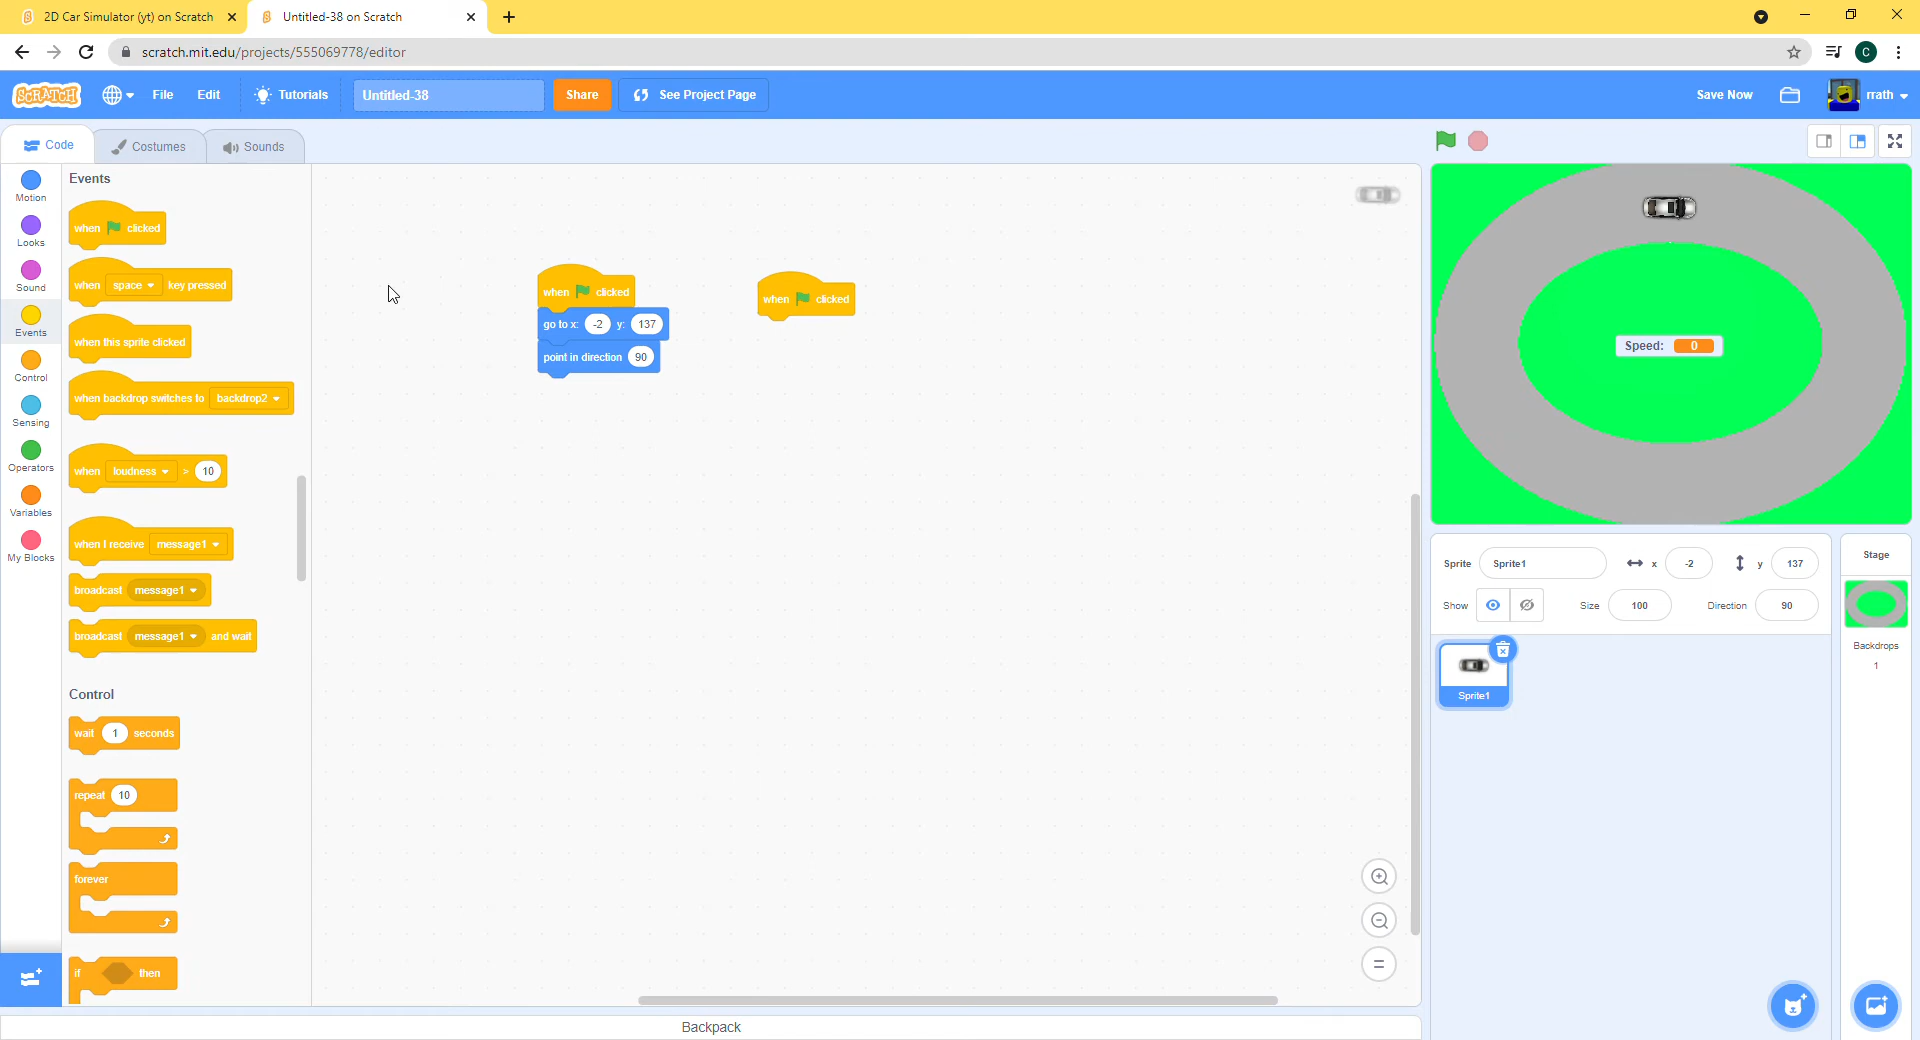 2D Car Simulator (yt) on Scratch
Untitled-38 on Scratch
scratch.mit.edu/projects/555069778/editor
C
SCRATCH
File
Edit
Tutorials
Untitled-38
Share
See Project Page
Save Now
rrath
Code
Costumes
Sounds
Motion
Looks
Sound
Events
Control
Sensing
Operators
Variables
My Blocks
Events
when clicked
when space key pressed
when this sprite clicked
when backdrop switches to backdrop2
when loudness > 10
when I receive message1
broadcast message1
broadcast message1 and wait
Control
wait 1 seconds
repeat 10
forever
if then
when clicked
go to x: -2 y: 137
point in direction 90
when clicked
Speed: 0
Sprite Sprite1 x -2 y 137
Show Size 100 Direction 90
Sprite1
Stage
Backdrops
1
Backpack